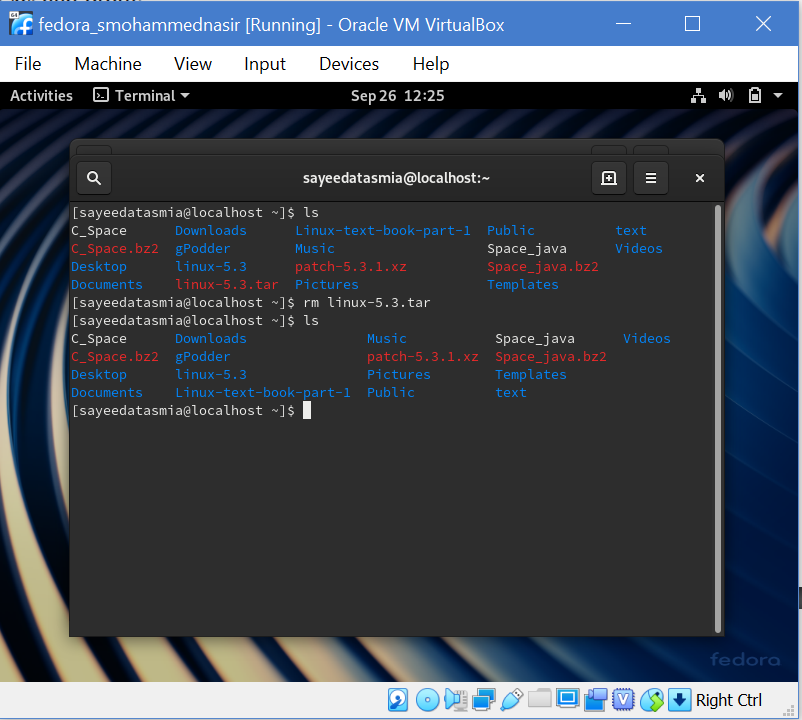 fedora_smohammednasir [Running] - Oracle VM VirtualBox
File Machine View Input Devices Help
Activities Terminal Sep 26 12:25
sayeedatasmia@localhost:~
[sayeedatasmia@localhost ~]$ ls
C_Space Downloads Linux-text-book-part-1 Public text
C_Space.bz2 gPodder Music Space_java Videos
Desktop linux-5.3 patch-5.3.1.xz Space_java.bz2
Documents linux-5.3.tar Pictures Templates
[sayeedatasmia@localhost ~]$ rm linux-5.3.tar
[sayeedatasmia@localhost ~]$ ls
C_Space Downloads Music Space_java Videos
C_Space.bz2 gPodder patch-5.3.1.xz Space_java.bz2
Desktop linux-5.3 Pictures Templates
Documents Linux-text-book-part-1 Public text
[sayeedatasmia@localhost ~]$
fedora
Right Ctrl